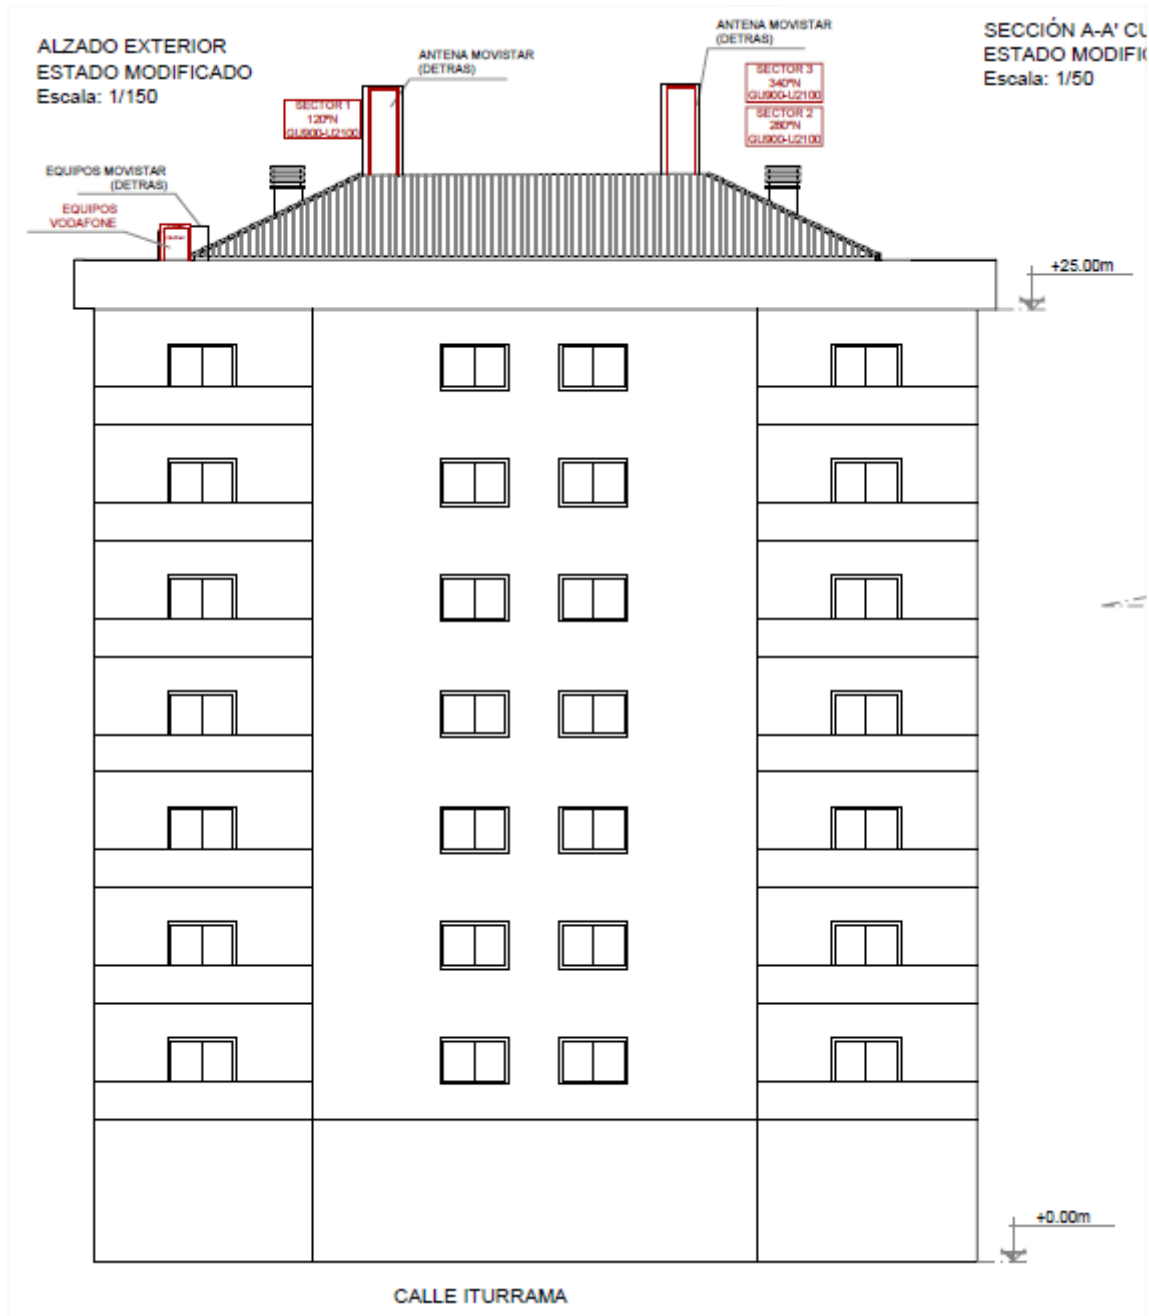 ALZADO EXTERIOR
ESTADO MODIFICADO
Escala: 1/150
ANTENA MOVISTAR
(DETRAS)
ANTENA MOVISTAR
(DETRAS)
SECCIÓN A-A' CU
ESTADO MODIFI
Escala: 1/50
SECTOR 1
120ºN
GU900-U2100
SECTOR 3
340ºN
GU900-U2100
SECTOR 2
260ºN
GU900-U2100
EQUIPOS MOVISTAR
(DETRAS)
EQUIPOS
VODAFONE
+25.00m
+0.00m
CALLE ITURRAMA